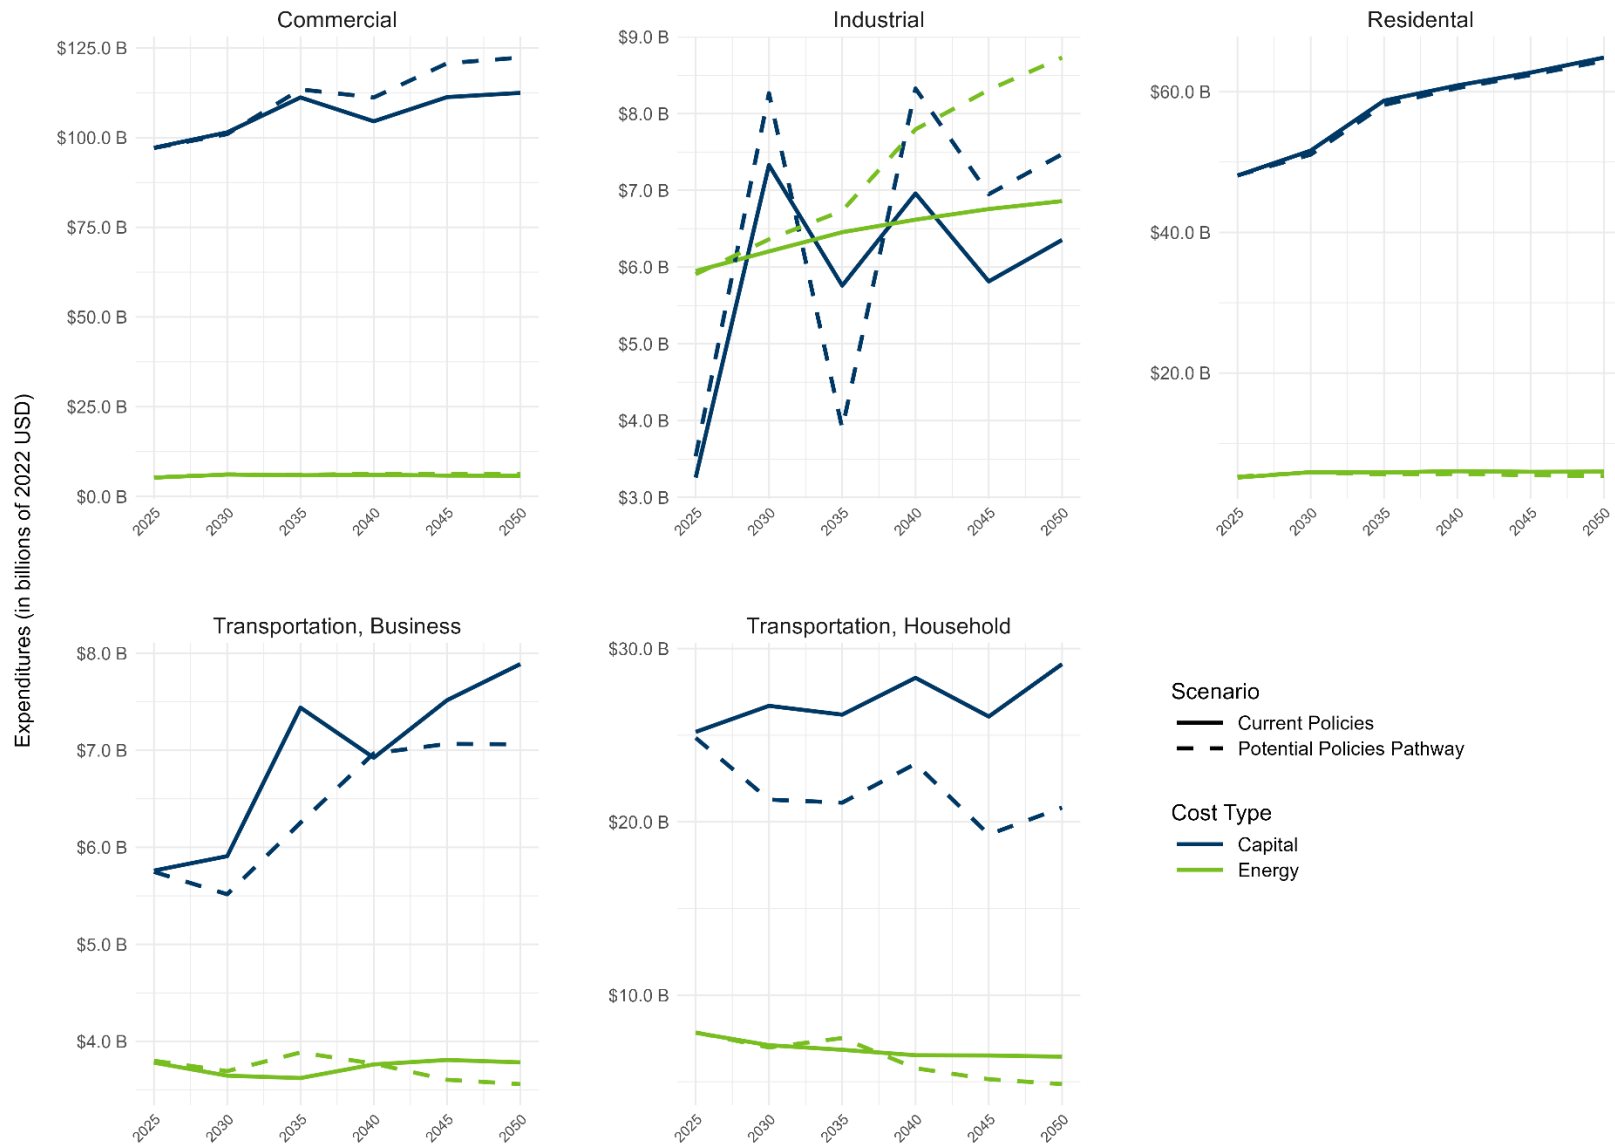 Commercial
Industrial
Residental
Expenditures (in billions of 2022 USD)
$125.0 B
$100.0 B
$75.0 B
$50.0 B
$25.0 B
$0.0 B
2025
2030
2035
2040
2045
2050
$9.0 B
$8.0 B
$7.0 B
$6.0 B
$5.0 B
$4.0 B
$3.0 B
2025
2030
2035
2040
2045
2050
$60.0 B
$40.0 B
$20.0 B
2025
2030
2035
2040
2045
2050
Transportation, Business
$8.0 B
$7.0 B
$6.0 B
$5.0 B
$4.0 B
2025
2030
2035
2040
2045
2050
Transportation, Household
$30.0 B
$20.0 B
$10.0 B
2025
2030
2035
2040
2045
2050
Scenario
Current Policies
Potential Policies Pathway
Cost Type
Capital
Energy